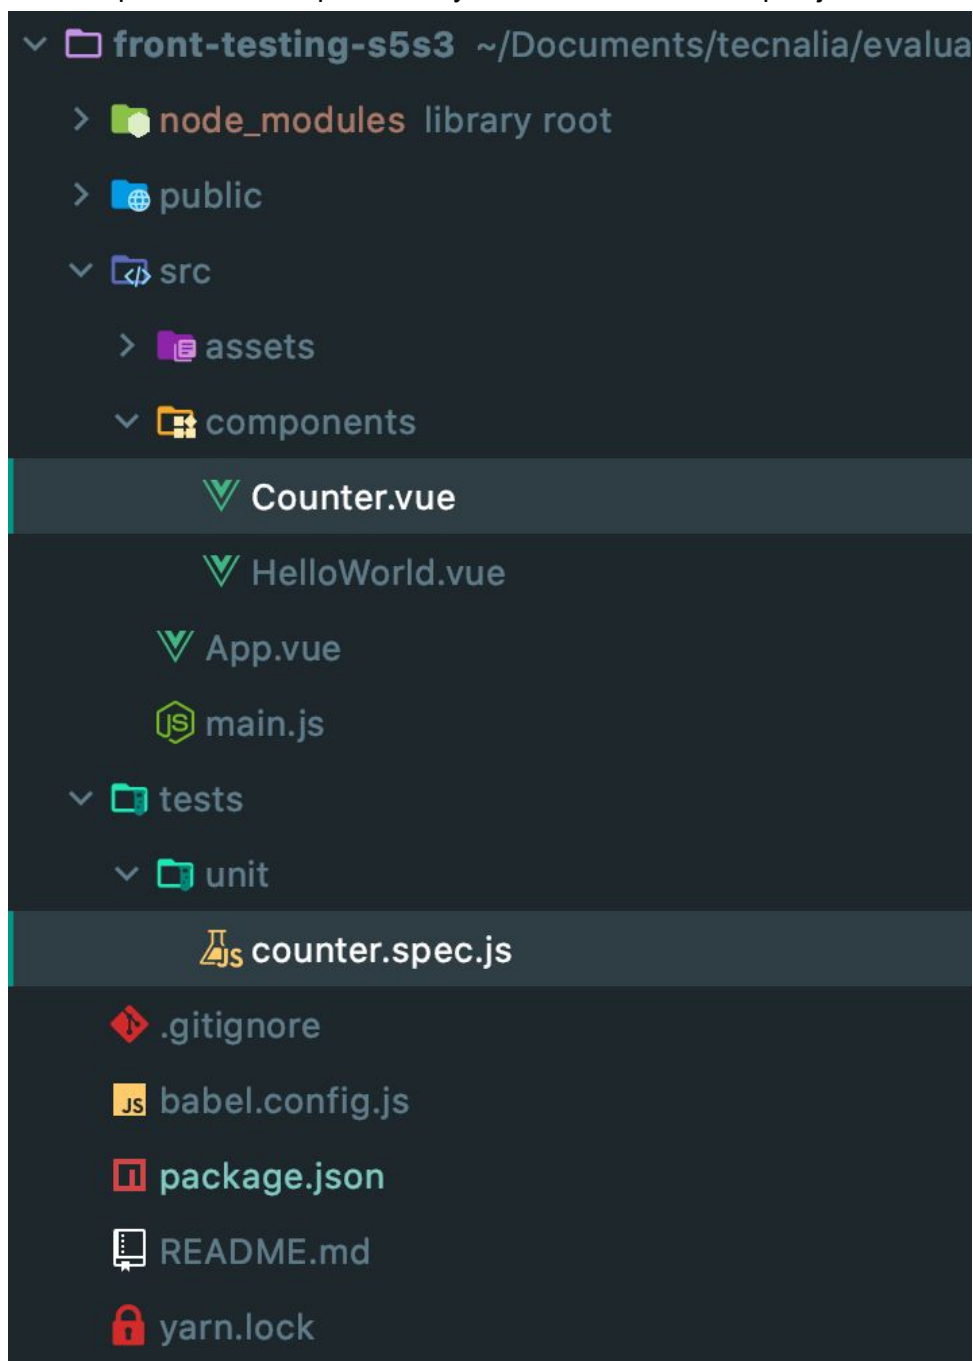 front-testing-s5s3 ~/Documents/tecnalia/evalua
node_modules library root
public
src
assets
components
Counter.vue
HelloWorld.vue
App.vue
main.js
tests
unit
counter.spec.js
.gitignore
babel.config.js
package.json
README.md
yarn.lock